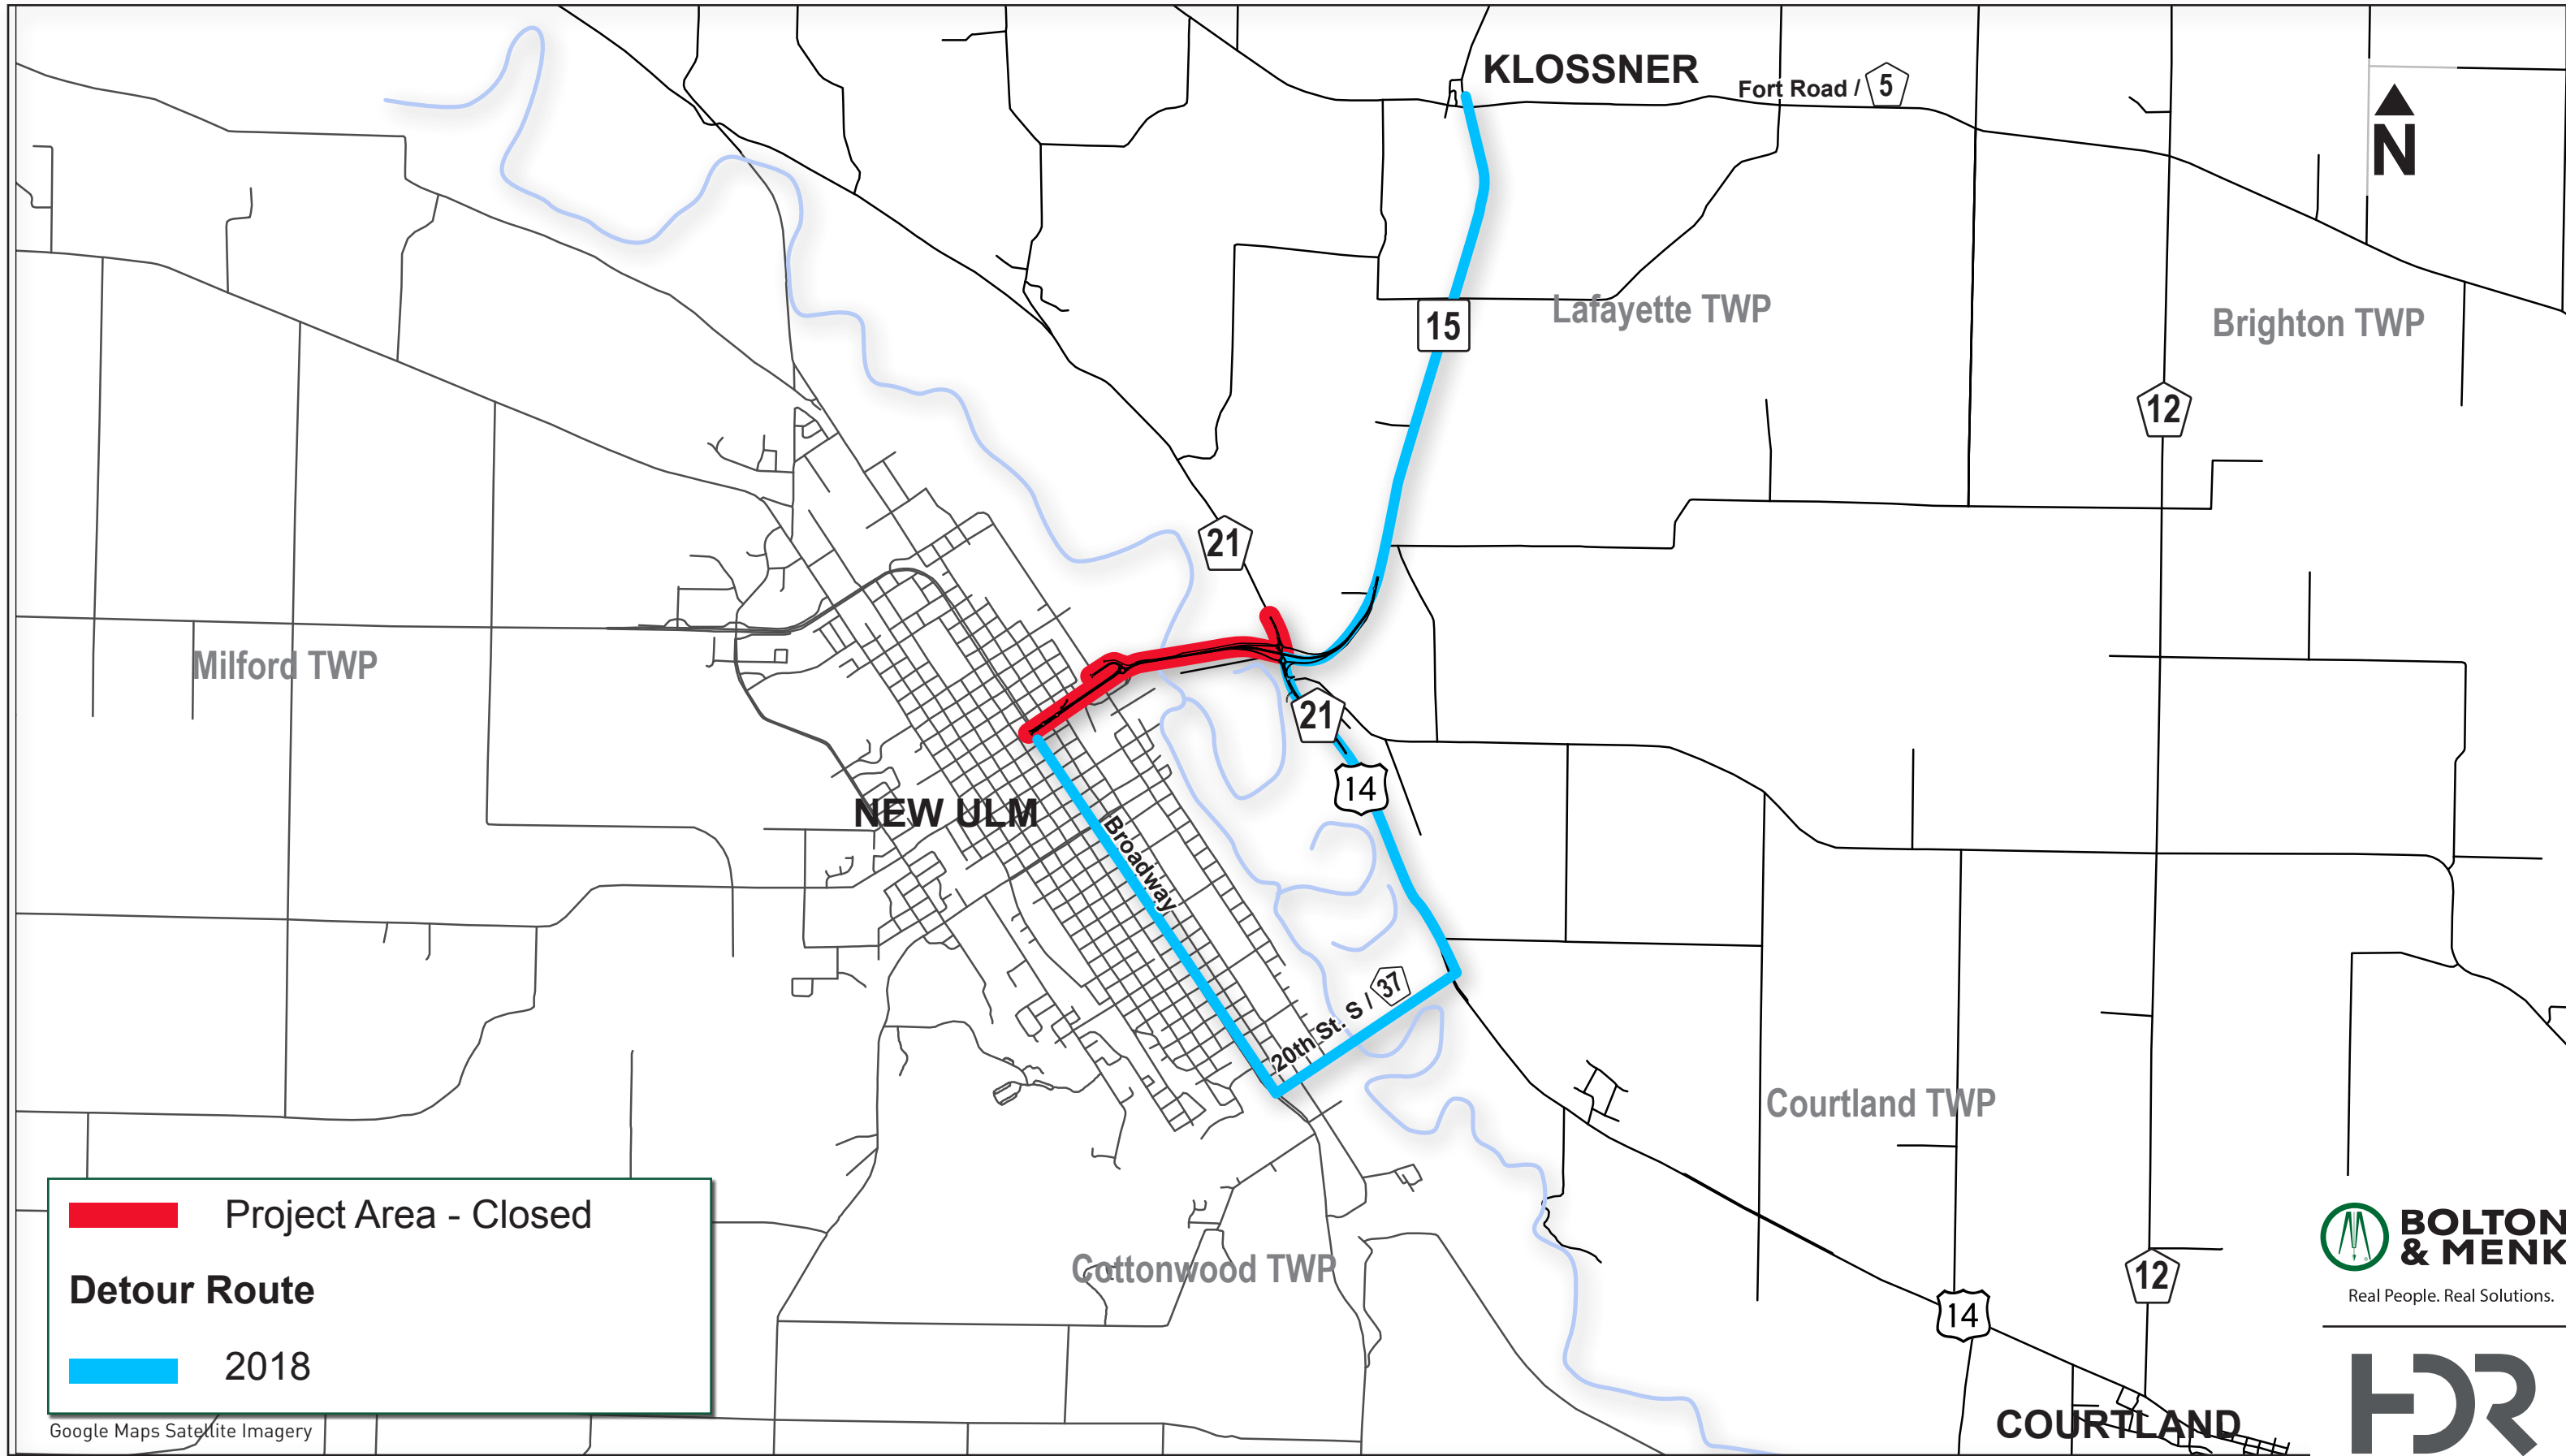 KLOSSNER
Fort Road / 5
N
15
Lafayette TWP
Brighton TWP
12
21
Milford TWP
21
14
NEW ULM
Broadway
20th St. S / 37
Courtland TWP
Cottonwood TWP
12
14
COURTLAND
Project Area - Closed
Detour Route
2018
Google Maps Satellite Imagery
BOLTON
& MENK
Real People. Real Solutions.
HDR